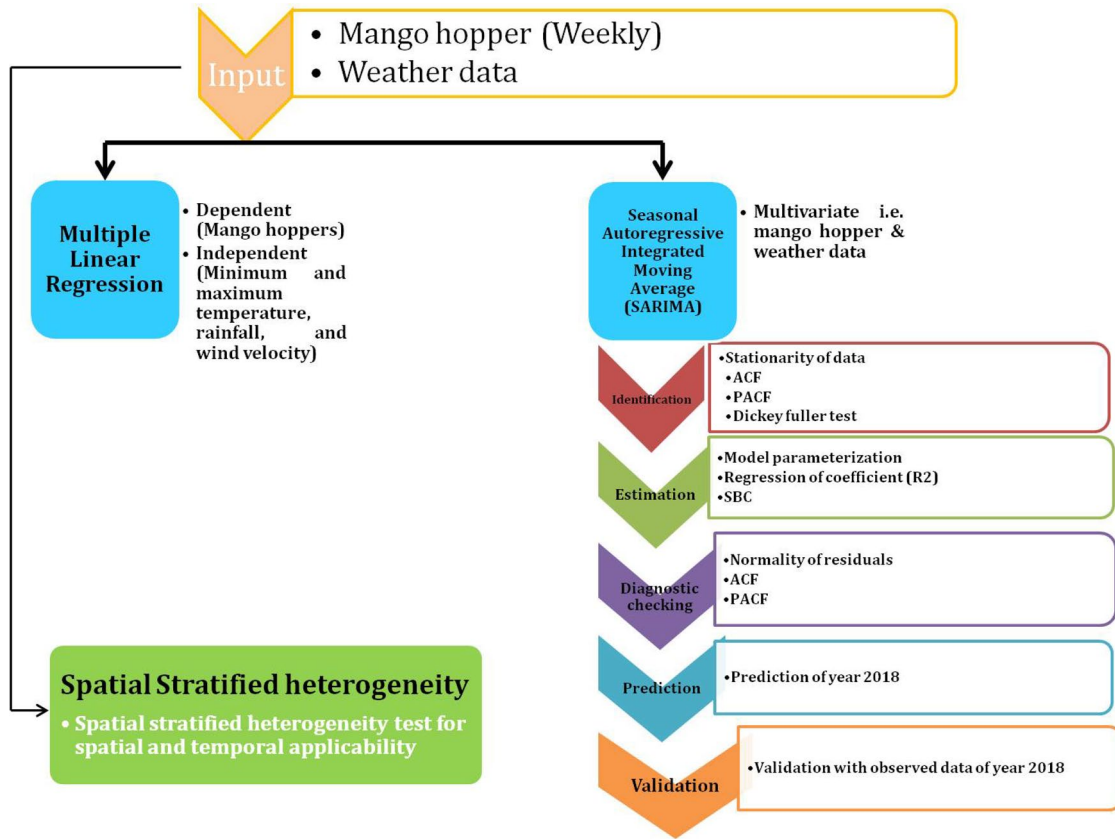 Input
• Mango hopper (Weekly)
• Weather data
Multiple
Linear
Regression
• Dependent
(Mango hoppers)
• Independent
(Minimum and
maximum
temperature,
rainfall, and
wind velocity)
Seasonal
Autoregressive
Integrated
Moving
Average
(SARIMA)
• Multivariate i.e.
mango hopper &
weather data
Identification
•Stationarity of data
•ACF
•PACF
•Dickey fuller test
Estimation
•Model parameterization
•Regression of coefficient (R2)
•SBC
Diagnostic
checking
•Normality of residuals
•ACF
•PACF
Prediction
•Prediction of year 2018
Validation
•Validation with observed data of year 2018
Spatial Stratified heterogeneity
• Spatial stratified heterogeneity test for
spatial and temporal applicability